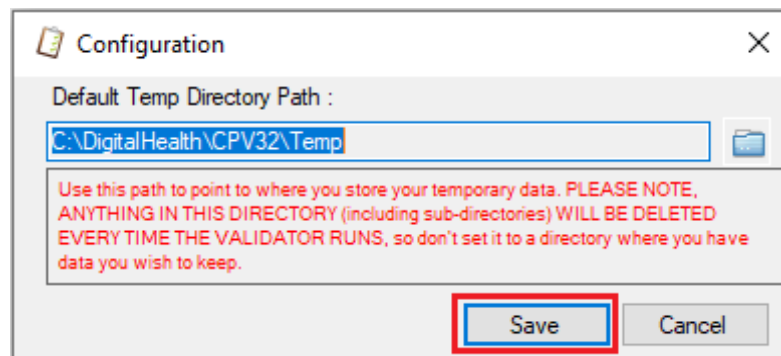 Configuration
Default Temp Directory Path :
C:\DigitalHealth\CPV32\Temp
Use this path to point to where you store your temporary data. PLEASE NOTE,
ANYTHING IN THIS DIRECTORY (including sub-directories) WILL BE DELETED
EVERY TIME THE VALIDATOR RUNS, so don't set it to a directory where you have
data you wish to keep.
Save Cancel